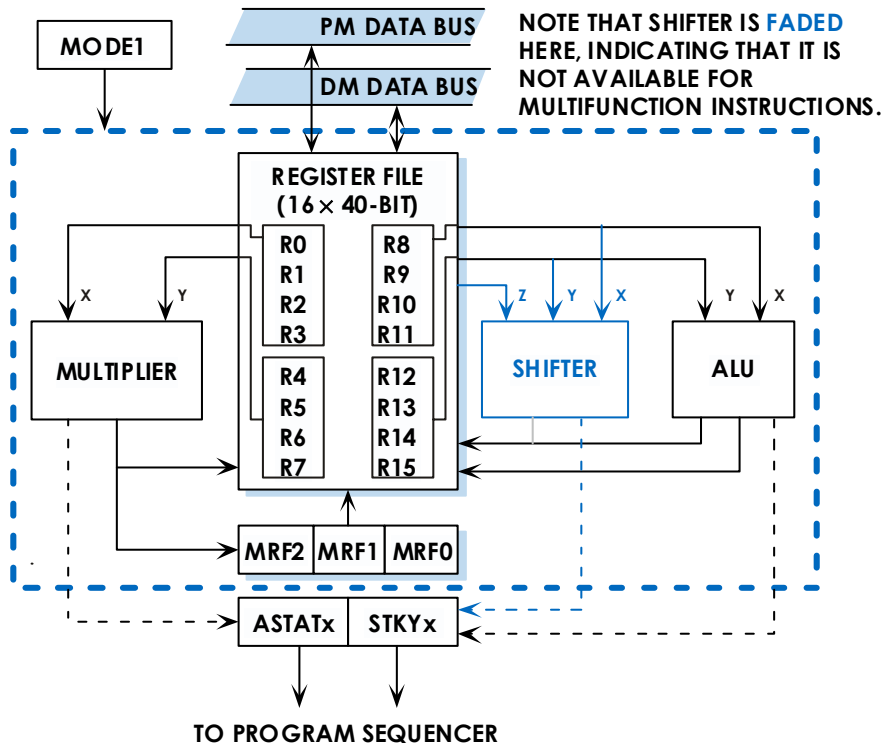 MODE1
PM DATA BUS
DM DATA BUS
NOTE THAT SHIFTER IS FADED
HERE, INDICATING THAT IT IS
NOT AVAILABLE FOR
MULTIFUNCTION INSTRUCTIONS.
REGISTER FILE
(16 × 40-BIT)
R0
R1
R2
R3
R4
R5
R6
R7
R8
R9
R10
R11
R12
R13
R14
R15
X Y
MULTIPLIER
Z Y X
SHIFTER
Y X
ALU
MRF2 MRF1 MRF0
ASTATx STKYx
TO PROGRAM SEQUENCER